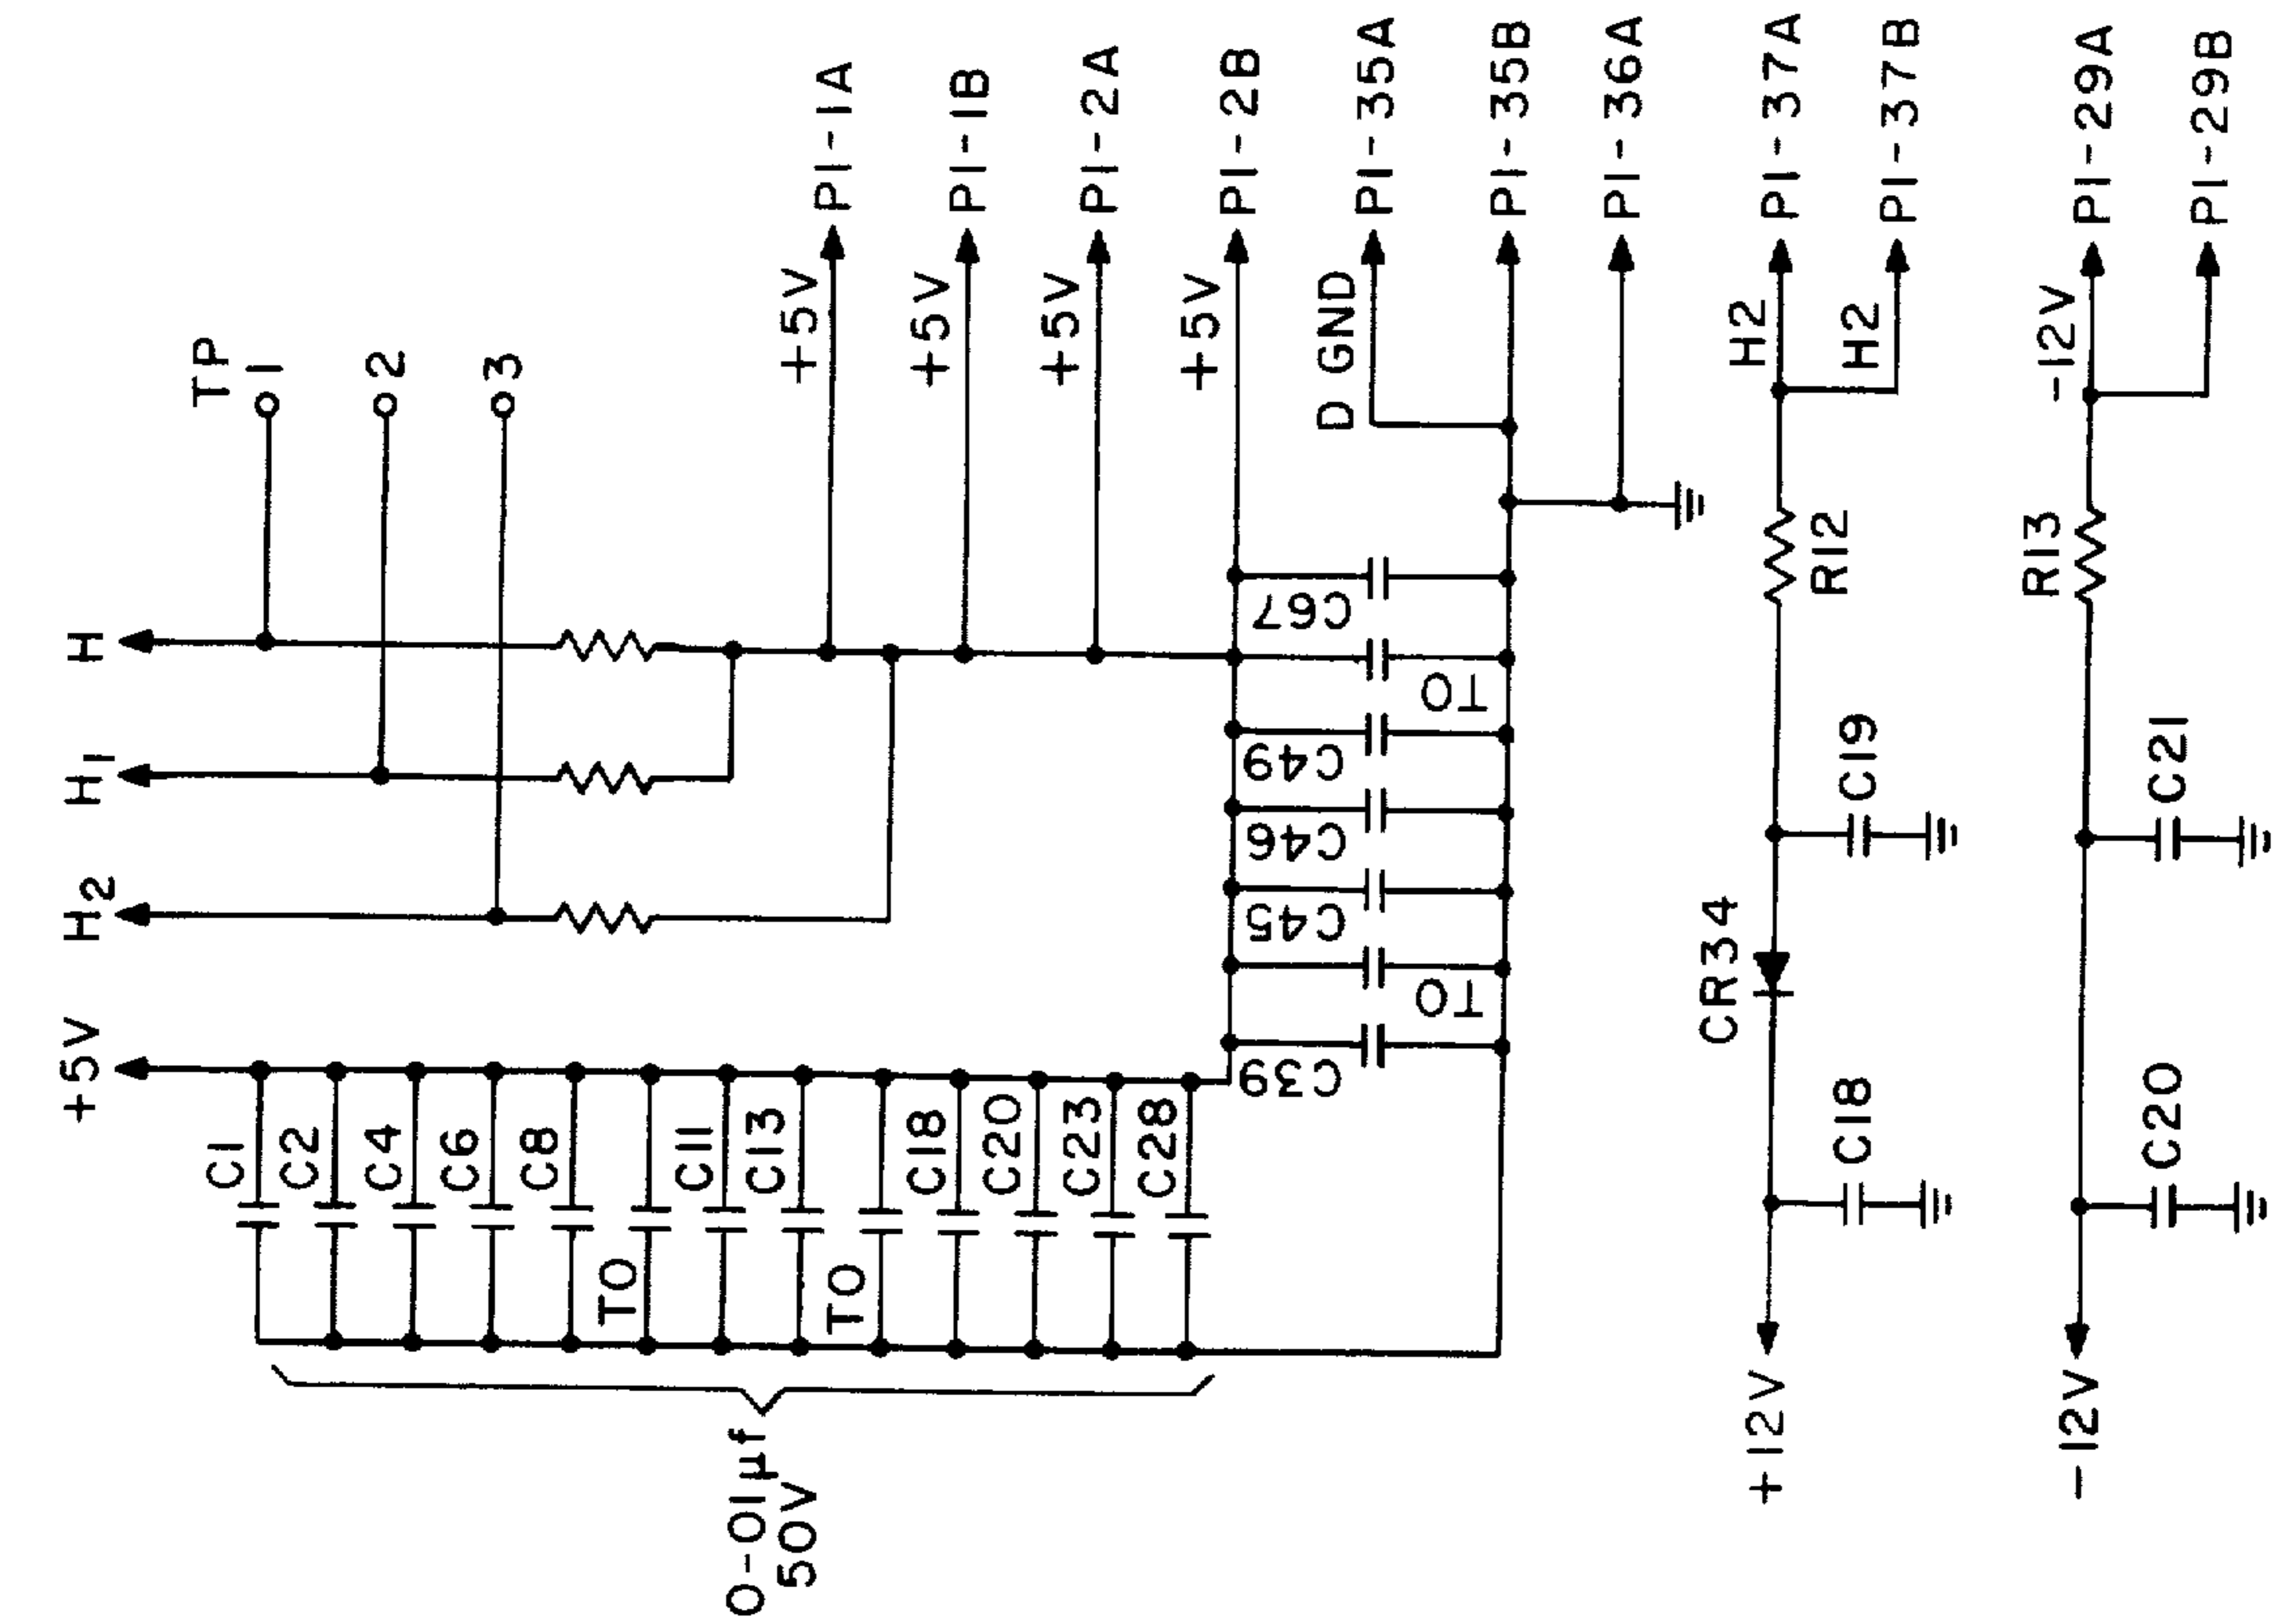 H
H1
H2
+5V
TP
1
2
3
+5V
P1-1A
+5V
P1-1B
+5V
P1-2A
+5V
P1-2B
D GND
P1-35A
P1-35B
P1-36A
C1
C2
C4
C6
C8
TO
C11
C13
TO
C18
C20
C23
C28
0-01µf
50V
C39
TO
C45
C46
C49
TO
C67
+12V
C18
CR34
C19
R12
H2
P1-37A
H2
P1-37B
-12V
C20
C21
R13
-12V
P1-29A
P1-29B